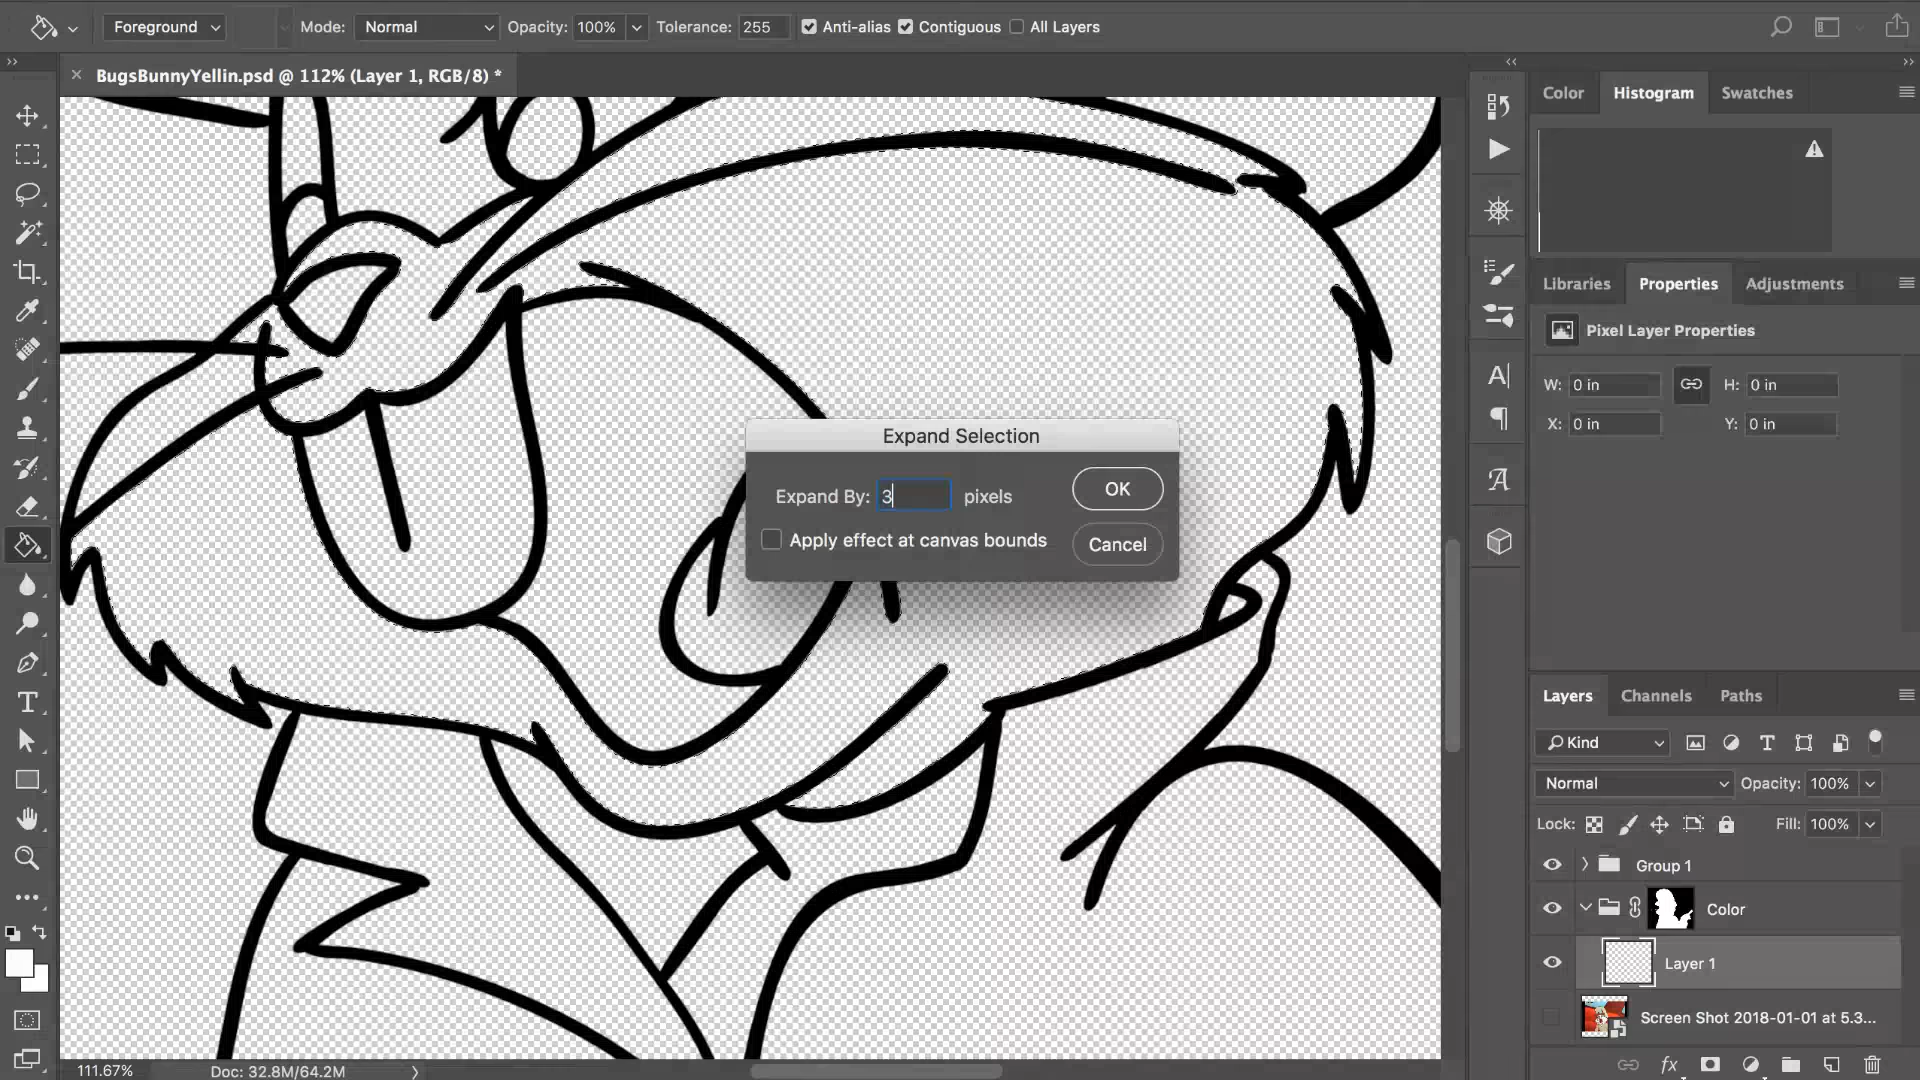 Foreground Mode: Normal Opacity: 100% Tolerance: 255 Anti-alias Contiguous All Layers
BugsBunnyYellin.psd @ 112% (Layer 1, RGB/8) *
Color Histogram Swatches
Libraries Properties Adjustments
Pixel Layer Properties
W: 0 in H: 0 in
X: 0 in Y: 0 in
Expand Selection
Expand By: 3 pixels
OK
Apply effect at canvas bounds
Cancel
Layers Channels Paths
Kind
Normal Opacity: 100%
Lock: Fill: 100%
Group 1
Color
Layer 1
Screen Shot 2018-01-01 at 5.3...
111.67% Doc: 32.8M/64.2M